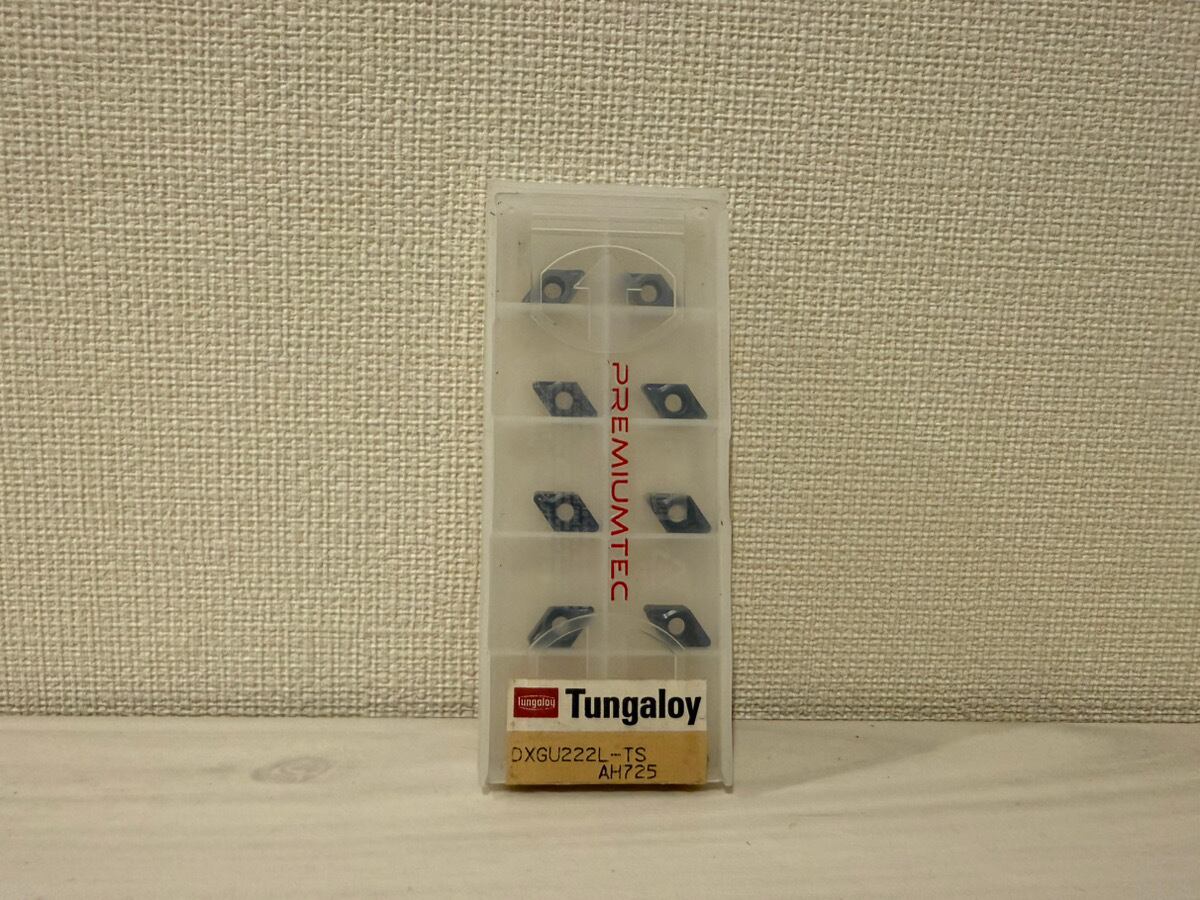 PREMIUMTEC
Tungaloy Tungaloy
DXGU222L-TS
AH725